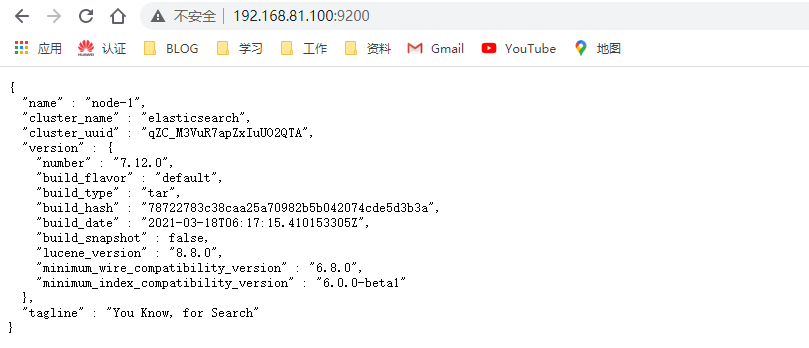 不安全 | 192.168.81.100:9200
应用 认证 BLOG 学习 工作 资料 Gmail YouTube 地图
{
  "name" : "node-1",
  "cluster_name" : "elasticsearch",
  "cluster_uuid" : "qZC_M3VuR7apZxIuUO2QTA",
  "version" : {
    "number" : "7.12.0",
    "build_flavor" : "default",
    "build_type" : "tar",
    "build_hash" : "78722783c38caa25a70982b5b042074cde5d3b3a",
    "build_date" : "2021-03-18T06:17:15.410153305Z",
    "build_snapshot" : false,
    "lucene_version" : "8.8.0",
    "minimum_wire_compatibility_version" : "6.8.0",
    "minimum_index_compatibility_version" : "6.0.0-beta1"
  },
  "tagline" : "You Know, for Search"
}